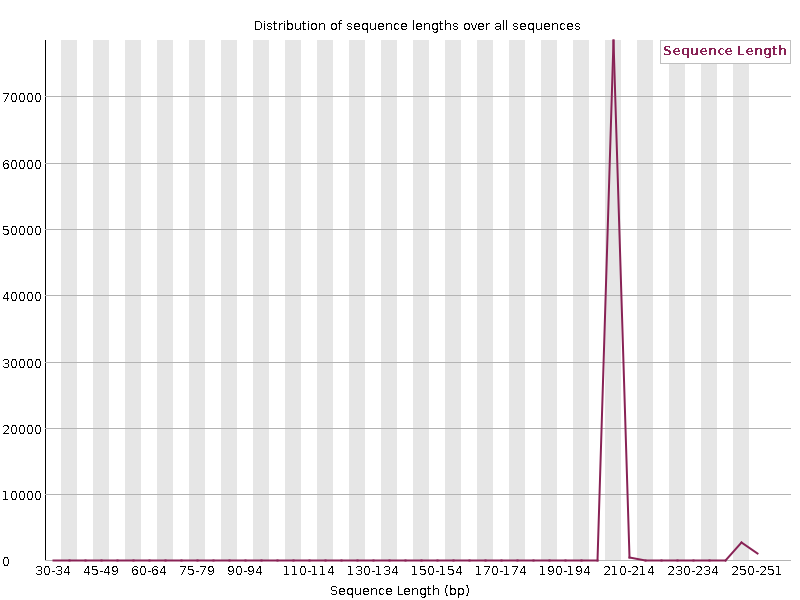 Distribution of sequence lengths over all sequences
Sequence Length
70000
60000
50000
40000
30000
20000
10000
0
30-34 45-49 60-64 75-79 90-94 110-114 130-134 150-154 170-174 190-194 210-214 230-234 250-251
Sequence Length (bp)